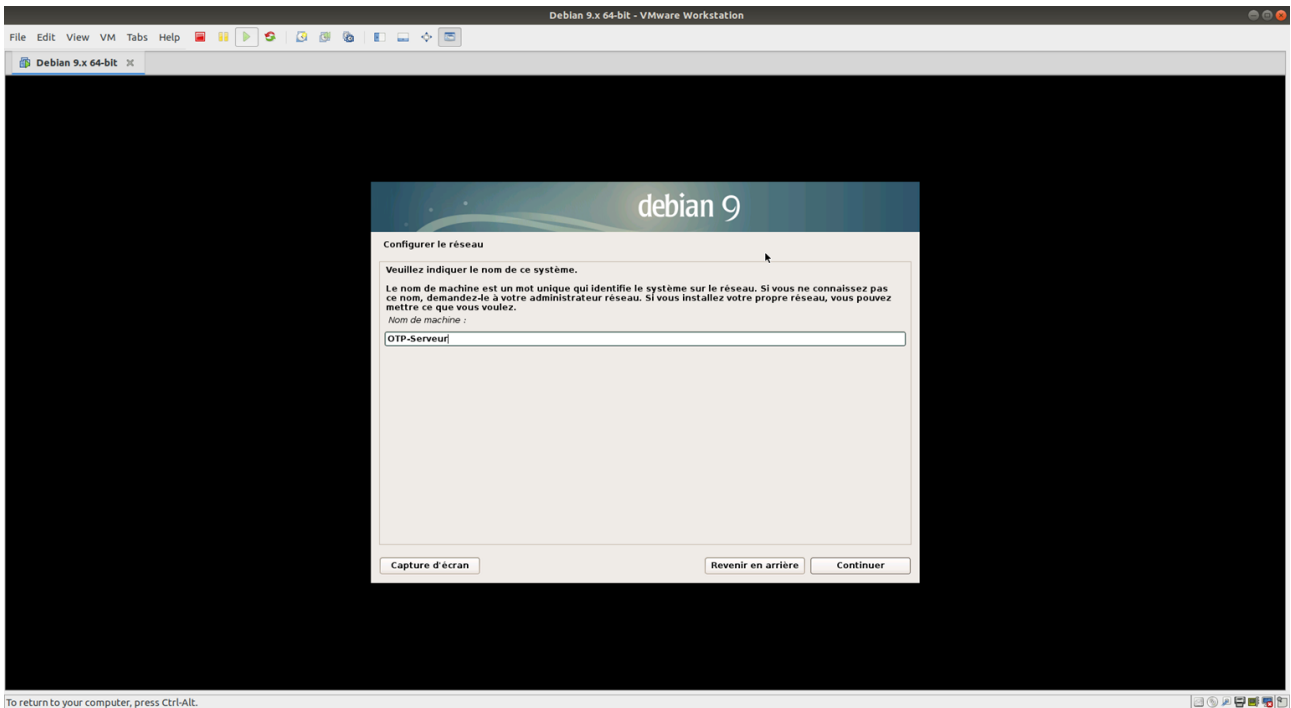 Debian 9.x 64-bit - VMware Workstation
File Edit View VM Tabs Help
Debian 9.x 64-bit
debian 9
Configurer le réseau
Veuillez indiquer le nom de ce système.
Le nom de machine est un mot unique qui identifie le système sur le réseau. Si vous ne connaissez pas
ce nom, demandez-le à votre administrateur réseau. Si vous installez votre propre réseau, vous pouvez
mettre ce que vous voulez.
Nom de machine :
OTP-Serveur
Capture d'écran Revenir en arrière Continuer
To return to your computer, press Ctrl-Alt.